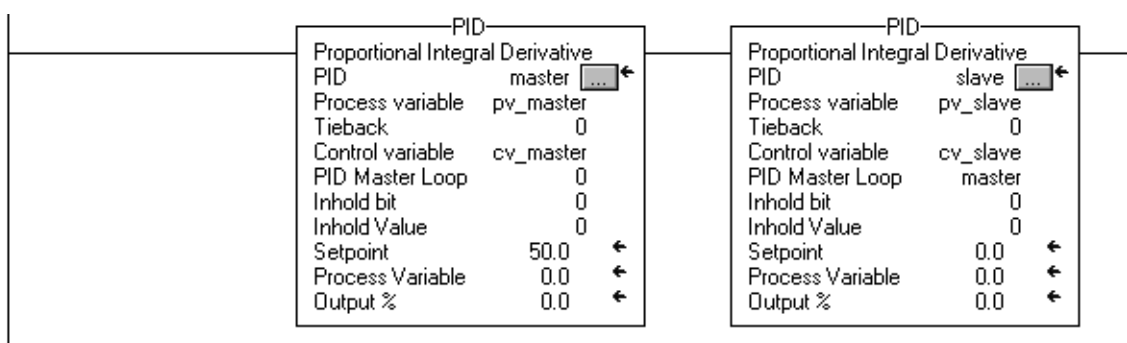 PID
Proportional Integral Derivative
PID master ...
Process variable pv_master
Tieback 0
Control variable cv_master
PID Master Loop 0
Inhold bit 0
Inhold Value 0
Setpoint 50.0
Process Variable 0.0
Output % 0.0
PID
Proportional Integral Derivative
PID slave ...
Process variable pv_slave
Tieback 0
Control variable cv_slave
PID Master Loop master
Inhold bit 0
Inhold Value 0
Setpoint 0.0
Process Variable 0.0
Output % 0.0